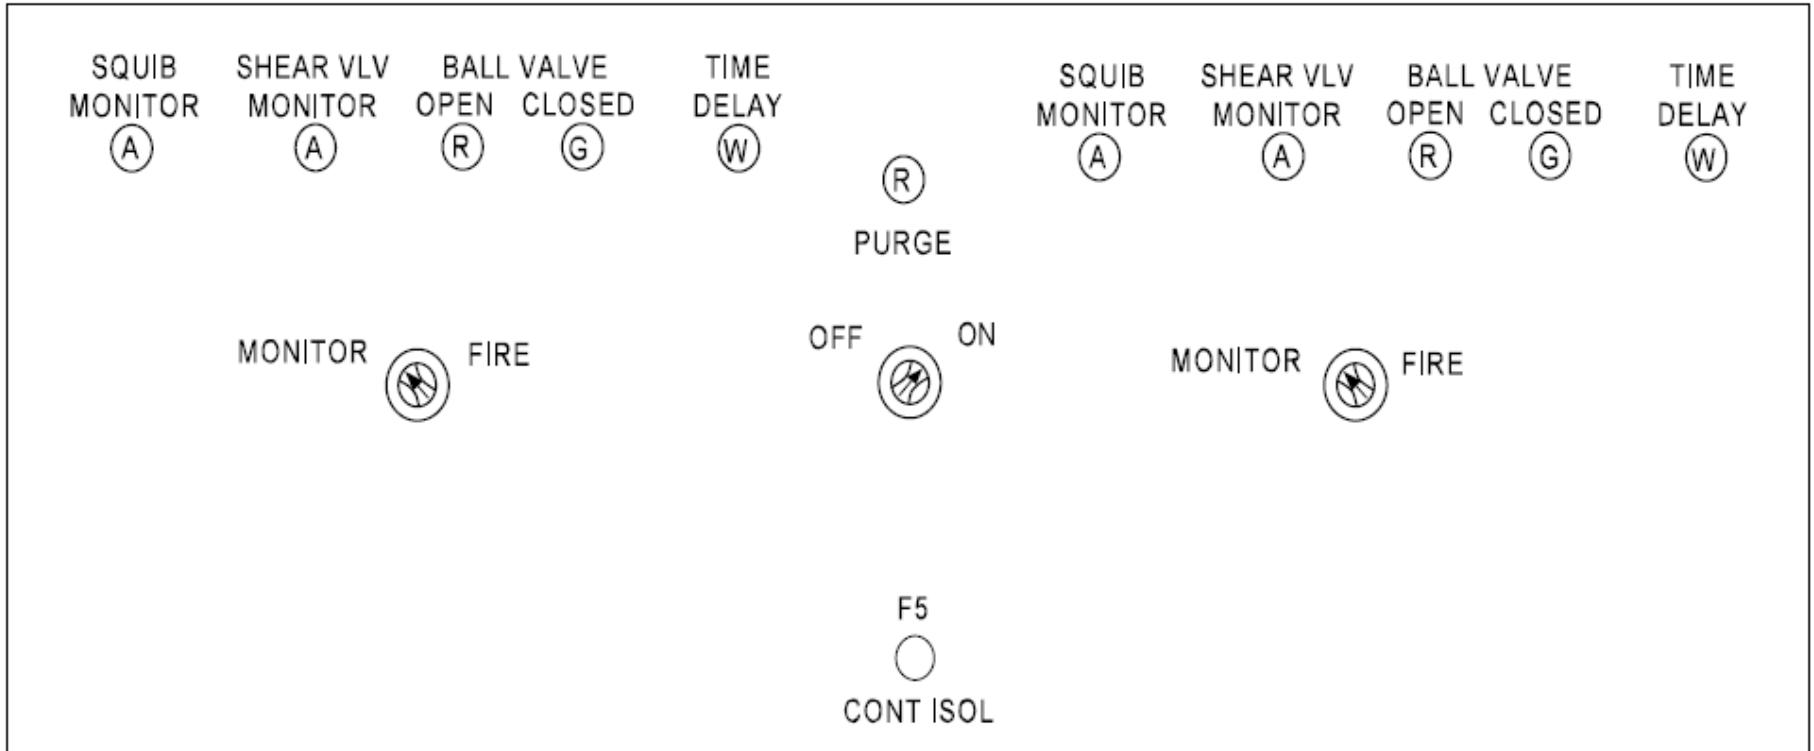 SQUIB SHEAR VLV BALL VALVE TIME
MONITOR MONITOR OPEN CLOSED DELAY
A A R G W
SQUIB SHEAR VLV BALL VALVE TIME
MONITOR MONITOR OPEN CLOSED DELAY
A A R G W
R
PURGE
MONITOR FIRE
OFF ON
MONITOR FIRE
F5
CONT ISOL